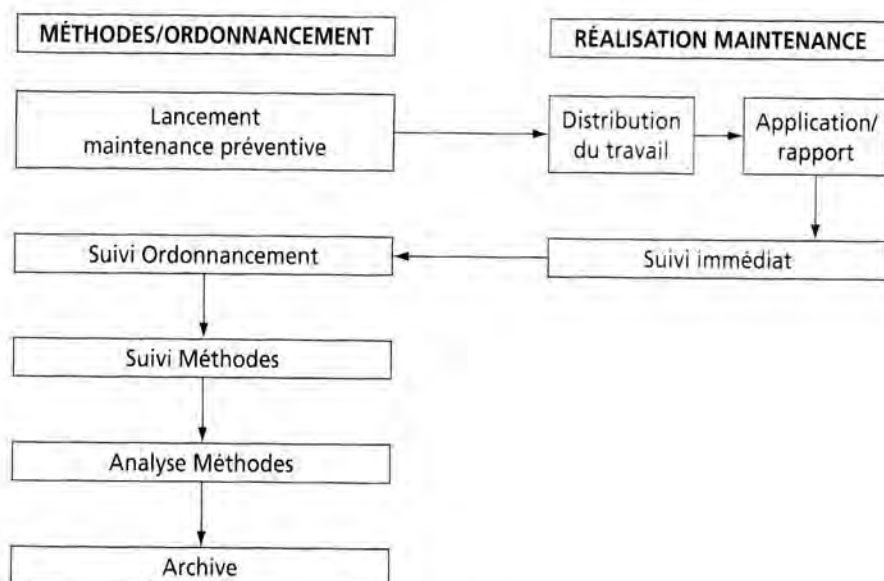 MÉTHODES/ORDONNANCEMENT
RÉALISATION MAINTENANCE
Lancement
maintenance préventive
Distribution
du travail
Application/
rapport
Suivi Ordonnancement
Suivi immédiat
Suivi Méthodes
Analyse Méthodes
Archive